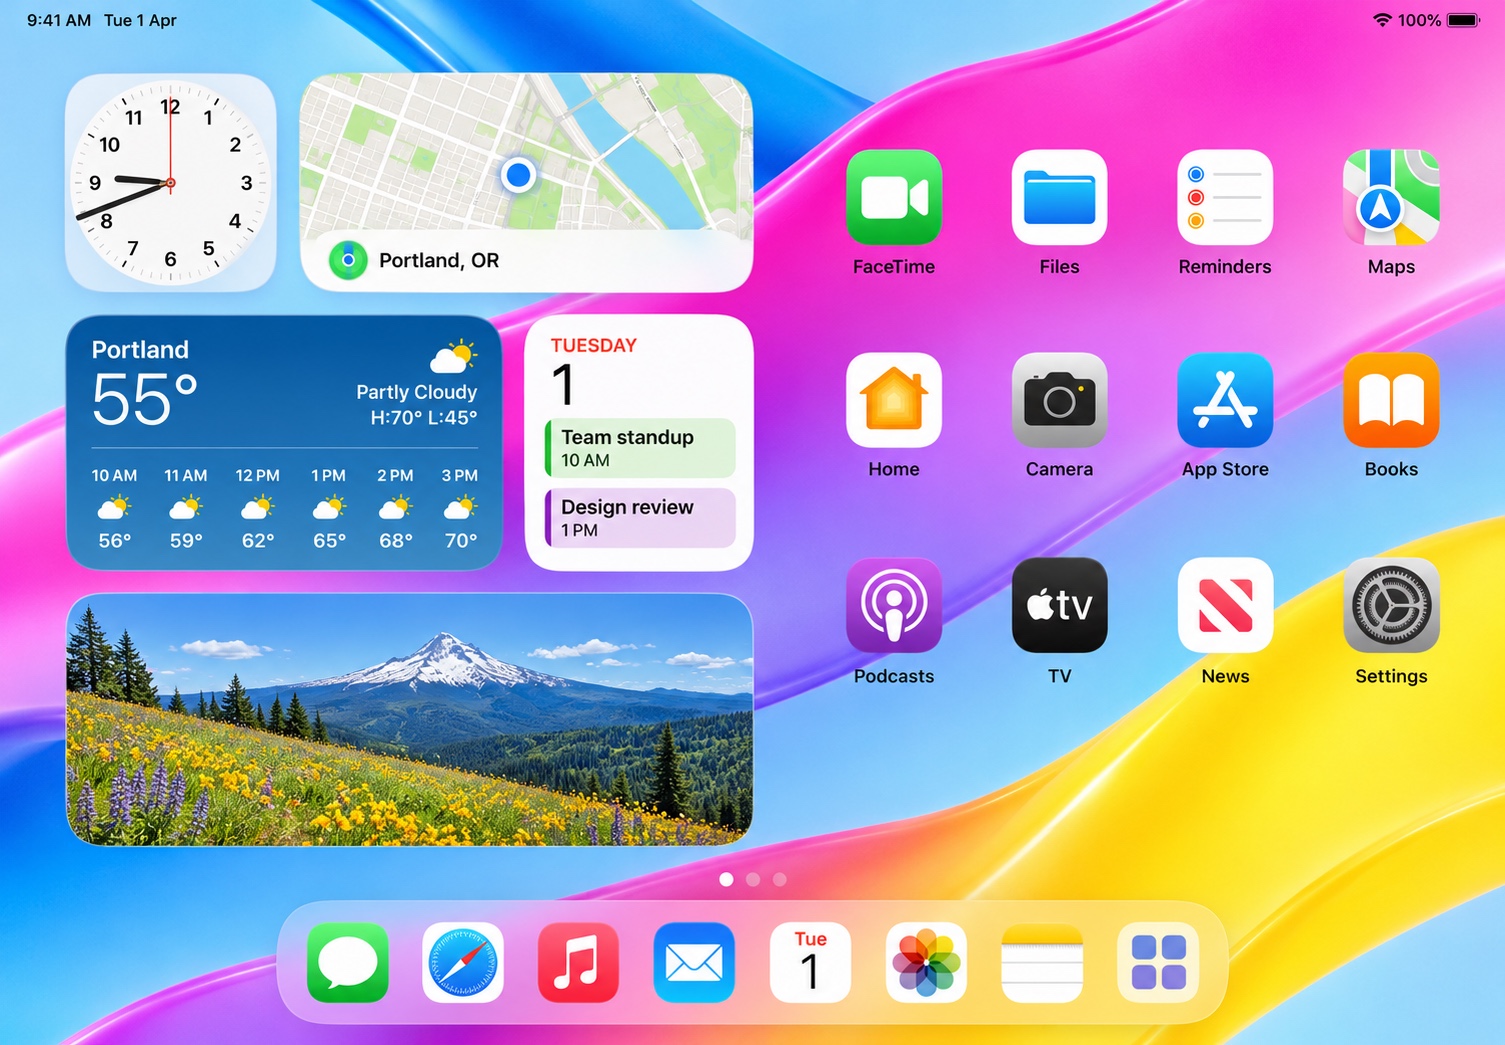 9:41 AM Tue 1 Apr
100%
12
11
1
10
2
9
3
8
4
7
5
6
Portland, OR
Portland
55°
Partly Cloudy
H:70° L:45°
10 AM 11 AM 12 PM 1 PM 2 PM 3 PM
56° 59° 62° 65° 68° 70°
TUESDAY
1
Team standup
10 AM
Design review
1 PM
FaceTime Files Reminders Maps
Home Camera App Store Books
tv
Podcasts TV News Settings
Tue
1